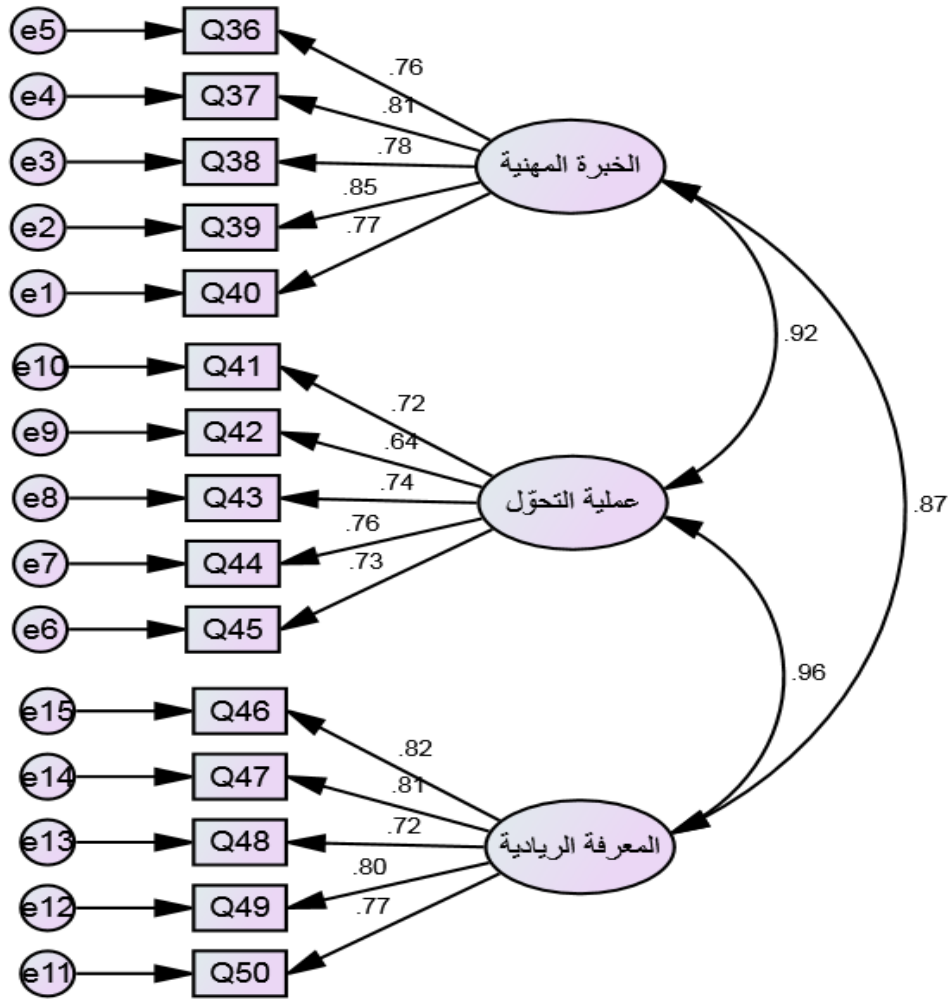 e5 Q36 .76
e4 Q37 .81
e3 Q38 .78
الخبرة المهنية
e2 Q39 .85
e1 Q40 .77
.92
e10 Q41 .72
e9 Q42 .64
e8 Q43 .74
عملية التحوّل
.87
e7 Q44 .76
e6 Q45 .73
.96
e15 Q46 .82
e14 Q47 .81
e13 Q48 .72
المعرفة الريادية
e12 Q49 .80
e11 Q50 .77